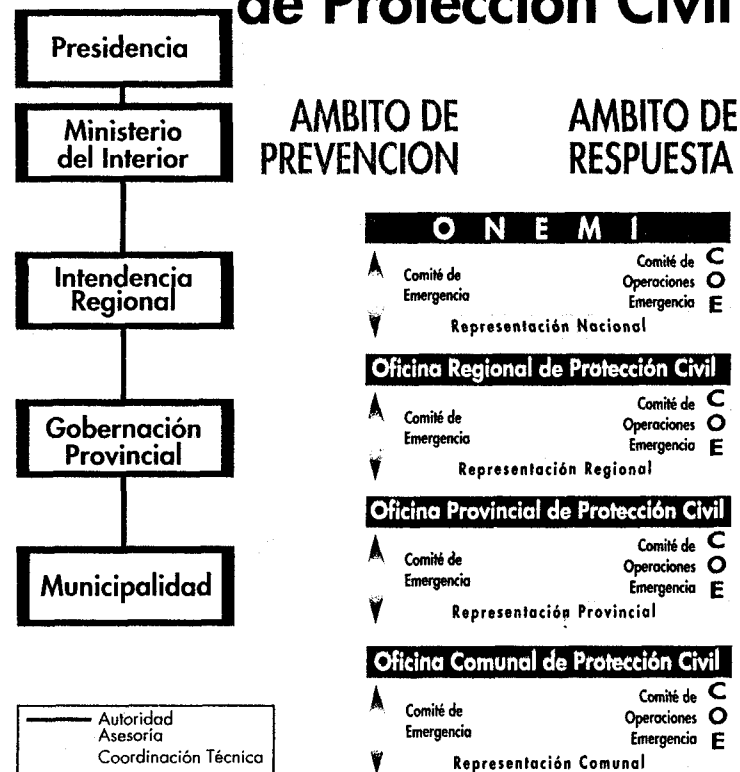 de Protección Civil
Presidencia
Ministerio
del Interior
AMBITO DE
PREVENCION
AMBITO DE
RESPUESTA
Intendencia
Regional
Gobernación
Provincial
Municipalidad
O N E M I
Comité de
Emergencia
Comité de C
Operaciones O
Emergencia E
Representación Nacional
Oficina Regional de Protección Civil
Comité de
Emergencia
Comité de C
Operaciones O
Emergencia E
Representación Regional
Oficina Provincial de Protección Civil
Comité de
Emergencia
Comité de C
Operaciones O
Emergencia E
Representación Provincial
Oficina Comunal de Protección Civil
Comité de
Emergencia
Comité de C
Operaciones O
Emergencia E
Representación Comunal
Autoridad
Asesoría
Coordinación Técnica